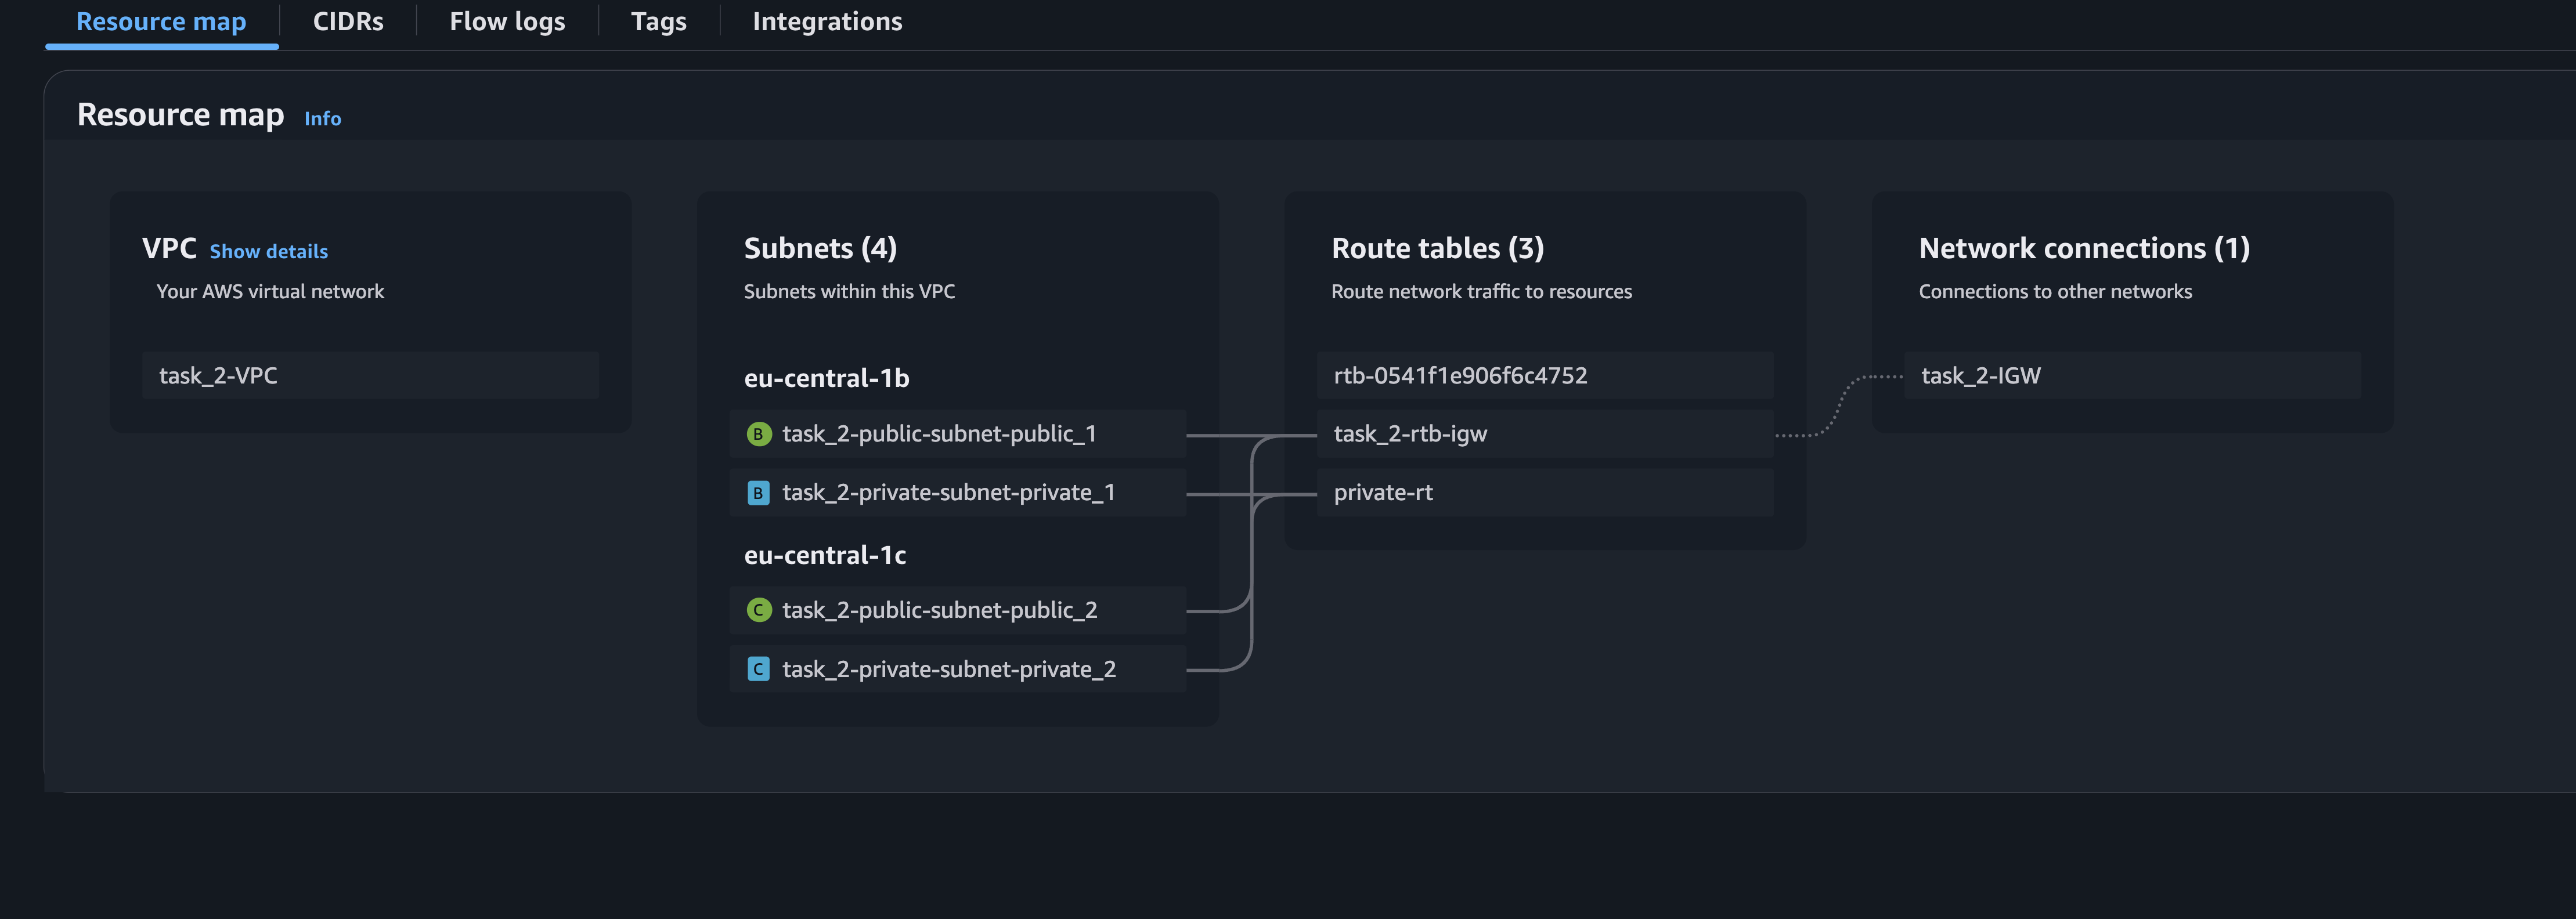 Resource map
CIDRs
Flow logs
Tags
Integrations
Resource map Info
VPC Show details
Your AWS virtual network
task_2-VPC
Subnets (4)
Subnets within this VPC
eu-central-1b
B task_2-public-subnet-public_1
B task_2-private-subnet-private_1
eu-central-1c
C task_2-public-subnet-public_2
C task_2-private-subnet-private_2
Route tables (3)
Route network traffic to resources
rtb-0541f1e906f6c4752
task_2-rtb-igw
private-rt
Network connections (1)
Connections to other networks
task_2-IGW